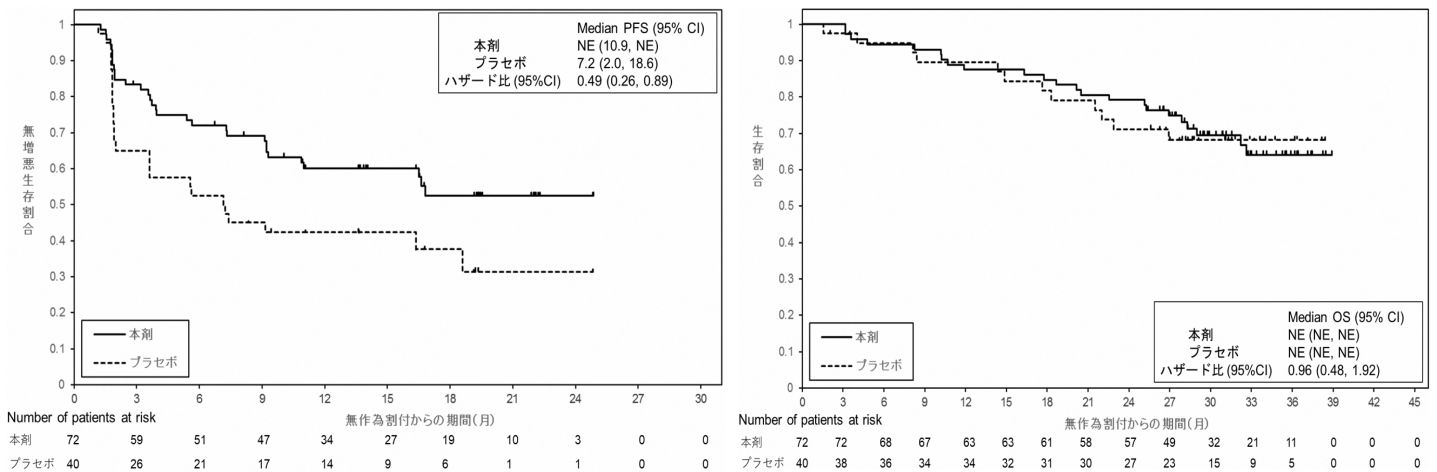 Median PFS (95% CI)
本剤 NE (10.9, NE)
プラセボ 7.2 (2.0, 18.6)
ハザード比 (95%CI) 0.49 (0.26, 0.89)
1
0.9
0.8
0.7
0.6
0.5
0.4
0.3
0.2
0.1
0
無増悪生存割合
本剤
プラセボ
0 3 6 9 12 15 18 21 24 27 30
Number of patients at risk
無作為割付からの期間(月)
本剤 72 59 51 47 34 27 19 10 3 0 0
プラセボ 40 26 21 17 14 9 6 1 1 0 0
1
0.9
0.8
0.7
0.6
0.5
0.4
0.3
0.2
0.1
0
生存割合
Median OS (95% CI)
本剤 NE (NE, NE)
プラセボ NE (NE, NE)
ハザード比 (95%CI) 0.96 (0.48, 1.92)
本剤
プラセボ
0 3 6 9 12 15 18 21 24 27 30 33 36 39 42 45
Number of patients at risk
無作為割付からの期間(月)
本剤 72 72 68 67 63 63 61 58 57 49 32 21 11 0 0 0
プラセボ 40 38 36 34 34 32 31 30 27 23 15 9 5 0 0 0